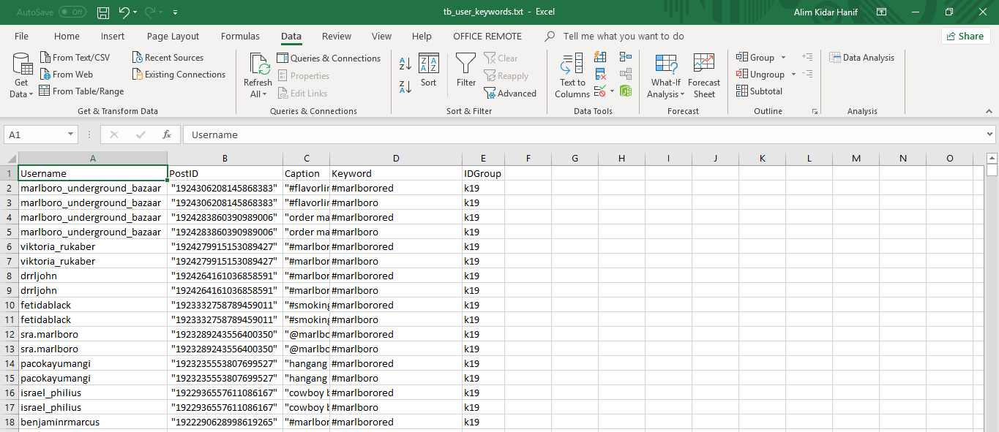 AutoSave Off tb_user_keywords.txt - Excel Alim Kidar Hanif
File Home Insert Page Layout Formulas Data Review View Help OFFICE REMOTE Tell me what you want to do Share
Get Data
From Text/CSV
From Web
From Table/Range
Recent Sources
Existing Connections
Get & Transform Data
Refresh All
Queries & Connections
Properties
Edit Links
Queries & Connections
Sort
Filter
Clear
Reapply
Advanced
Sort & Filter
Text to Columns
Data Tools
What-If Analysis
Forecast Sheet
Forecast
Group
Ungroup
Subtotal
Outline
Data Analysis
Analysis
A1 fx Username
A B C D E F G H I J K L M N O
1 Username PostID Caption Keyword IDGroup
2 marlboro_underground_bazaar "1924306208145868383" "#flavorlin #marlborored k19
3 marlboro_underground_bazaar "1924306208145868383" "#flavorlin #marlboro k19
4 marlboro_underground_bazaar "1924283860390989006" "order ma #marlborored k19
5 marlboro_underground_bazaar "1924283860390989006" "order ma #marlboro k19
6 viktoria_rukaber "1924279915153089427" "#marlbor #marlborored k19
7 viktoria_rukaber "1924279915153089427" "#marlbor #marlboro k19
8 drrljohn "1924264161036858591" "#marlbor #marlborored k19
9 drrljohn "1924264161036858591" "#marlbor #marlboro k19
10 fetidablack "1923332758789459011" "#smoking #marlborored k19
11 fetidablack "1923332758789459011" "#smoking #marlboro k19
12 sra.marlboro "1923289243556400350" "@marlbo #marlborored k19
13 sra.marlboro "1923289243556400350" "@marlbo #marlboro k19
14 pacokayumangi "1923235553807699527" "hangang #marlborored k19
15 pacokayumangi "1923235553807699527" "hangang #marlboro k19
16 israel_philius "1922936557611086167" "cowboy b #marlborored k19
17 israel_philius "1922936557611086167" "cowboy b #marlboro k19
18 benjaminrmarcus "1922290628998619265" "#marlbor #marlborored k19